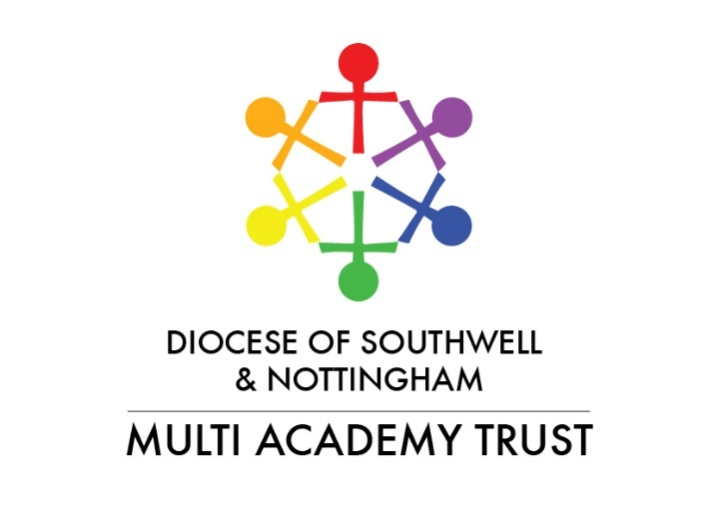 DIOCESE OF SOUTHWELL
& NOTTINGHAM
MULTI ACADEMY TRUST